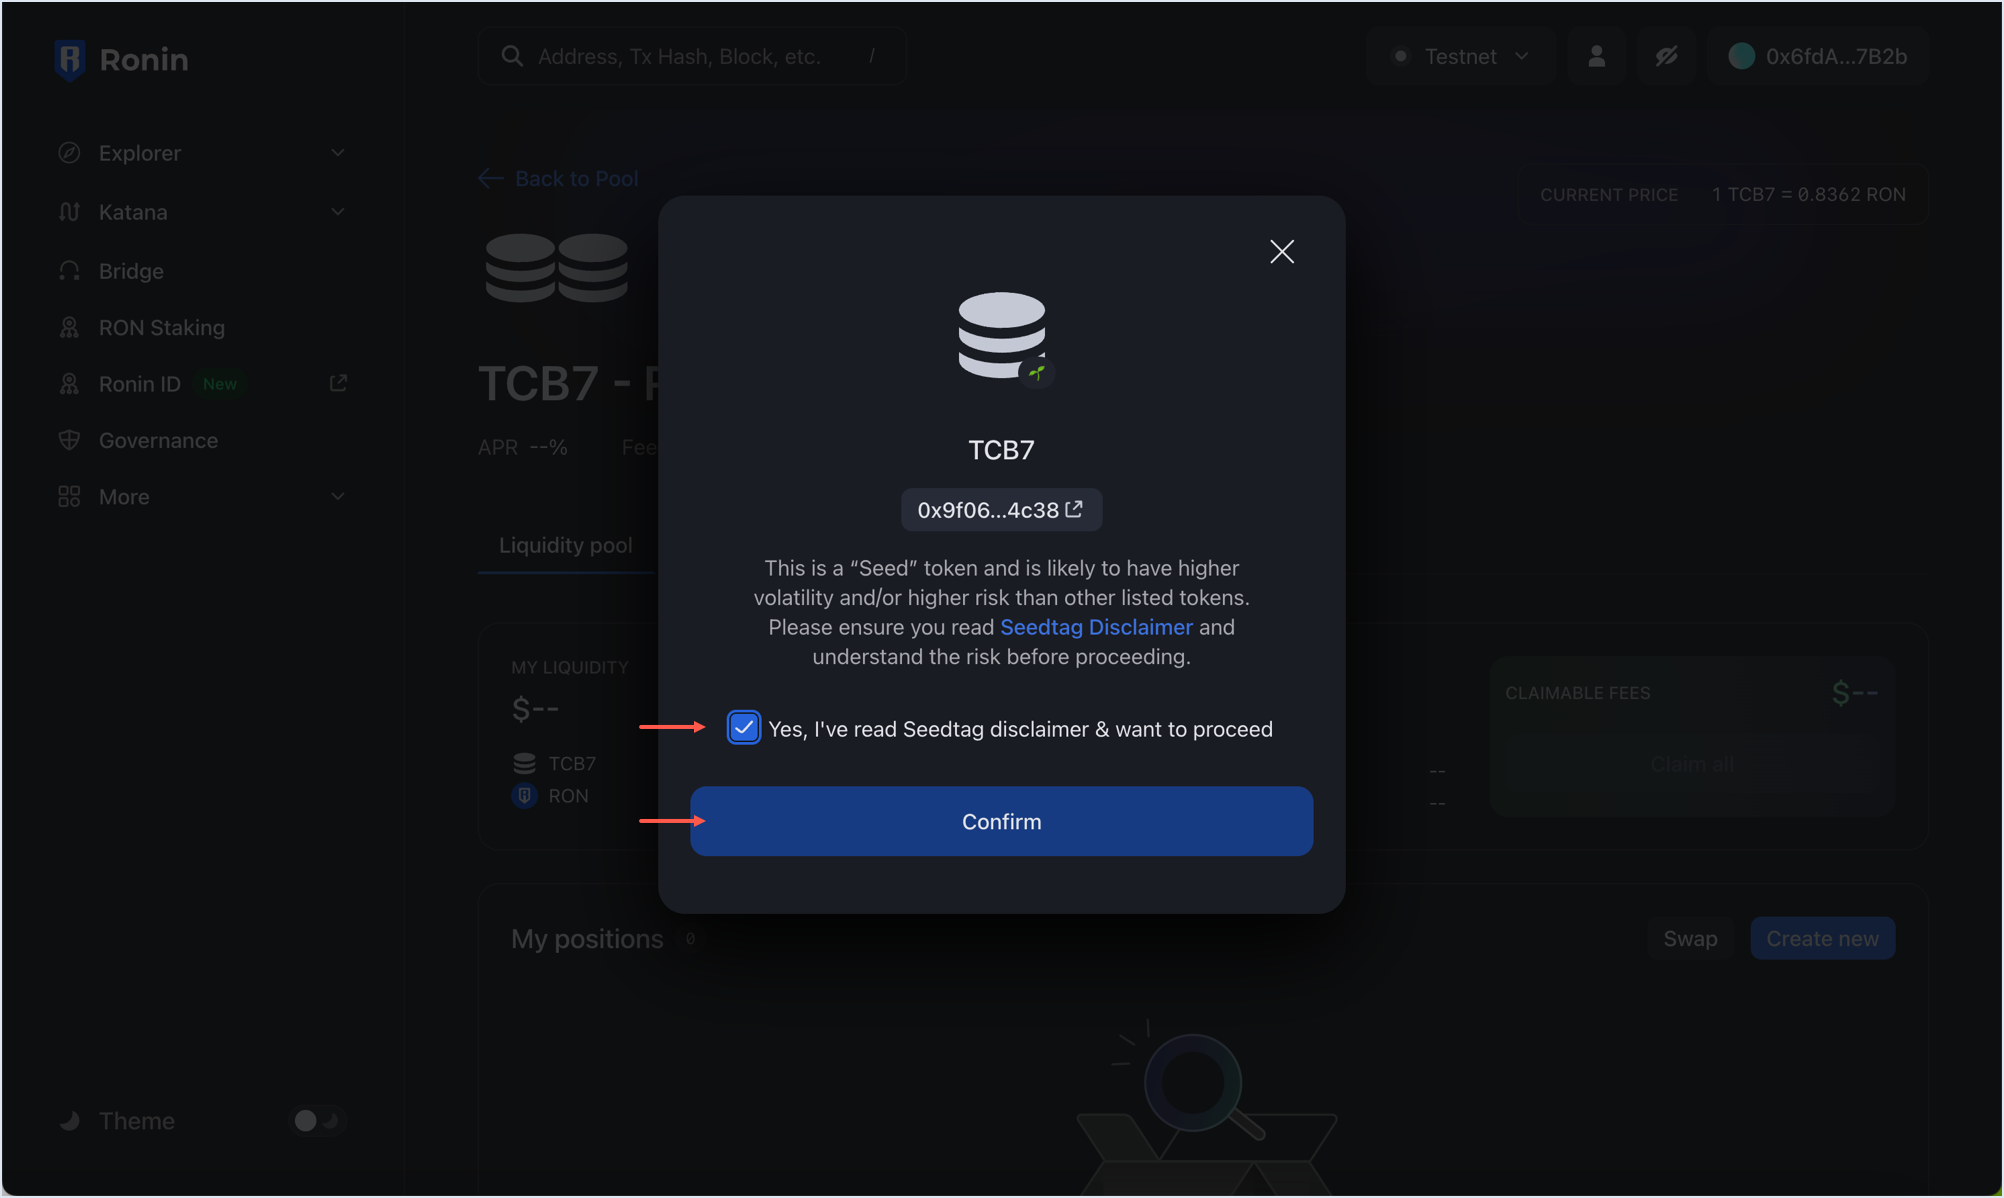 Ronin
Address, Tx Hash, Block, etc. /
Testnet
0x6fdA...7B2b
Explorer
Katana
Bridge
RON Staking
Ronin ID New
Governance
More
Theme
Back to Pool
CURRENT PRICE 1 TCB7 = 0.8362 RON
TCB7 -
APR --%
Fee
Liquidity pool
MY LIQUIDITY
$--
TCB7
RON
--
--
CLAIMABLE FEES $--
Claim all
TCB7
0x9f06...4c38
This is a “Seed” token and is likely to have higher
volatility and/or higher risk than other listed tokens.
Please ensure you read Seedtag Disclaimer and
understand the risk before proceeding.
Yes, I've read Seedtag disclaimer & want to proceed
Confirm
My positions 0
Swap
Create new